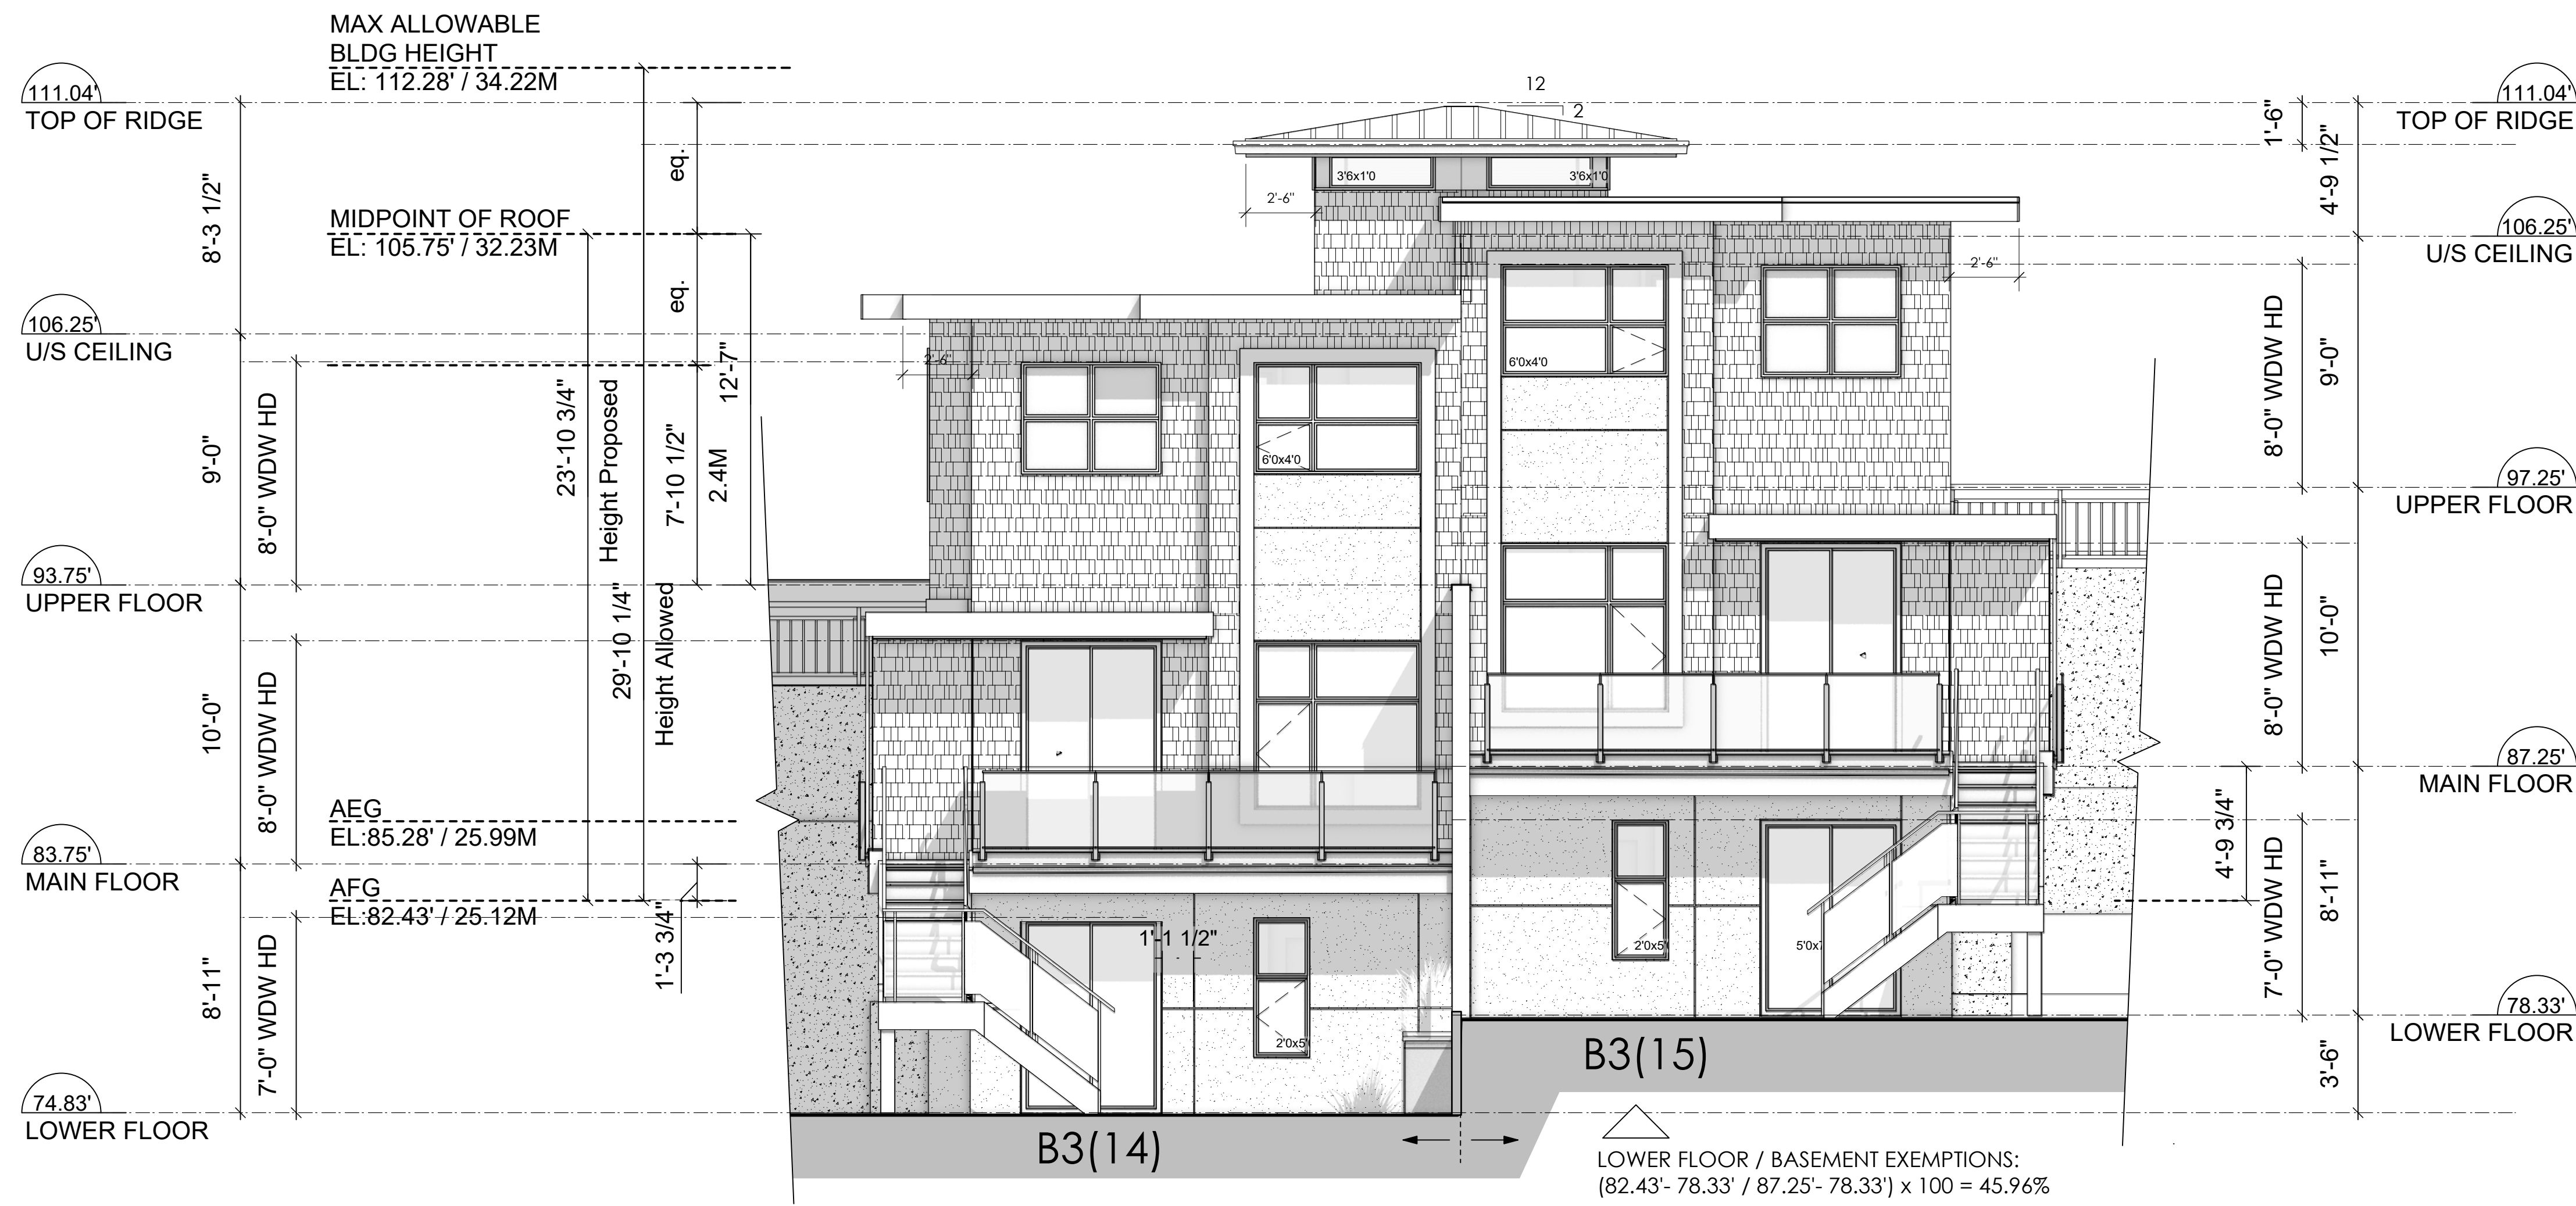 MAX ALLOWABLE
BLDG HEIGHT
EL: 112.28' / 34.22M
111.04'
TOP OF RIDGE
8'-3 1/2"
MIDPOINT OF ROOF
EL: 105.75' / 32.23M
106.25'
U/S CEILING
9'-0"
8'-0" WDW HD
93.75'
UPPER FLOOR
10'-0"
8'-0" WDW HD
AEG
EL:85.28' / 25.99M
83.75'
MAIN FLOOR
AFG
EL:82.43' / 25.12M
8'-11"
7'-0" WDW HD
74.83'
LOWER FLOOR
23'-10 3/4"
Height Proposed
29'-10 1/4"
Height Allowed
eq.
eq.
7'-10 1/2"
2.4M
12'-7"
1'-3 3/4"
12
2
3'6x1'0
3'6x1'0
2'-6"
2'-6"
2'-6"
6'0x4'0
6'0x4'0
1'-1 1/2"
2'0x5'
2'0x5'
5'0x
B3(14)
B3(15)
LOWER FLOOR / BASEMENT EXEMPTIONS:
(82.43'- 78.33' / 87.25'- 78.33') x 100 = 45.96%
111.04'
TOP OF RIDGE
1'-6"
4'-9 1/2"
106.25'
U/S CEILING
8'-0" WDW HD
9'-0"
97.25'
UPPER FLOOR
8'-0" WDW HD
10'-0"
87.25'
MAIN FLOOR
4'-9 3/4"
7'-0" WDW HD
8'-11"
78.33'
LOWER FLOOR
3'-6"